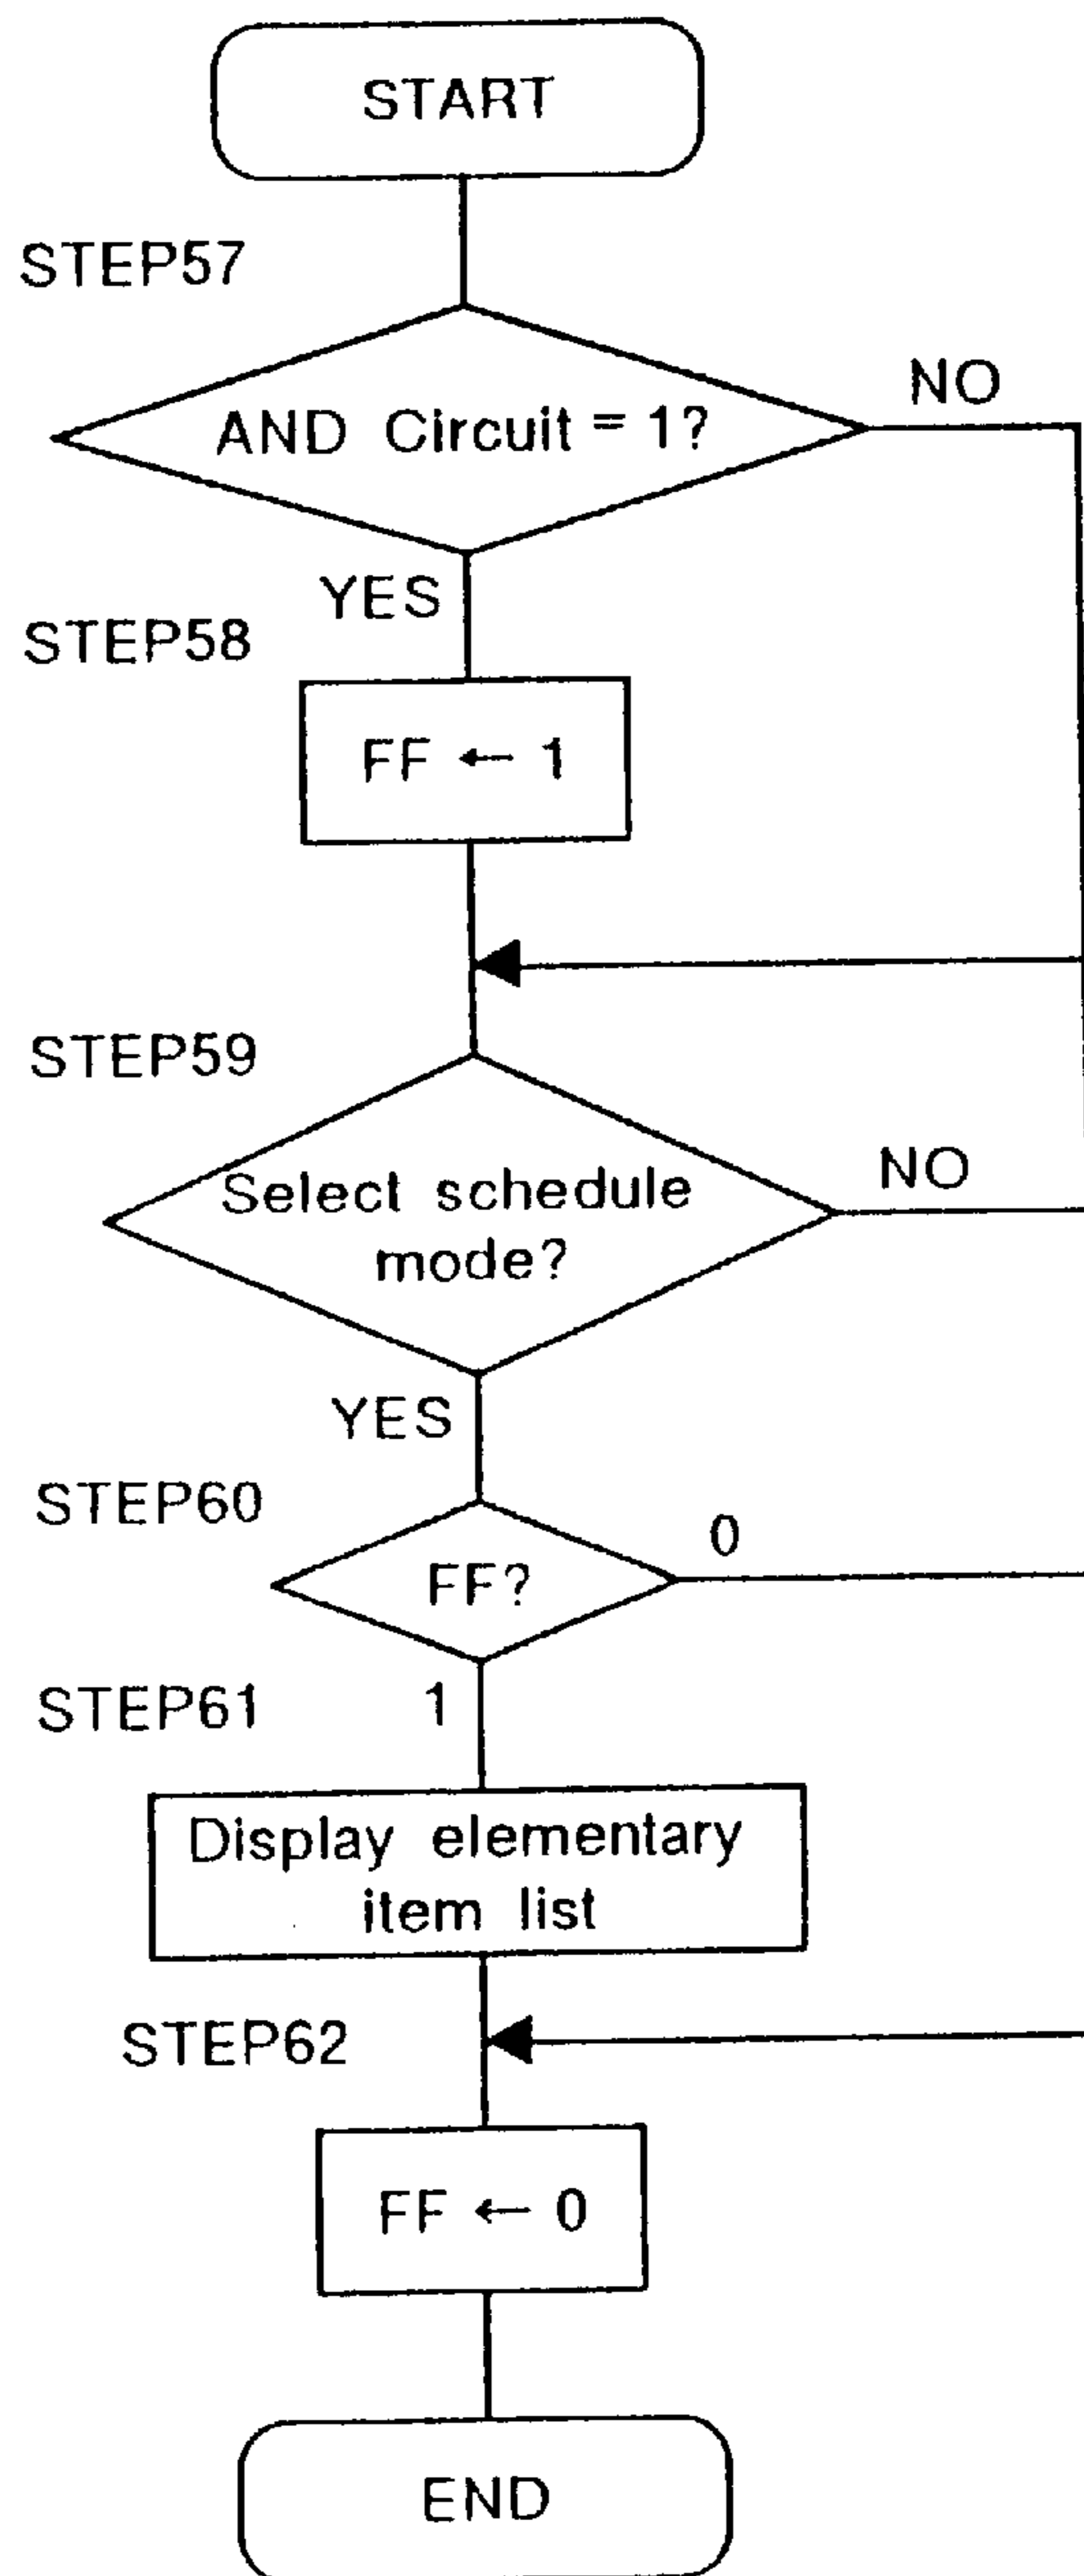 START
STEP57
AND Circuit = 1?
NO
YES
STEP58
FF ← 1
STEP59
Select schedule
mode?
NO
YES
STEP60
FF?
0
STEP61
1
Display elementary
item list
STEP62
FF ← 0
END